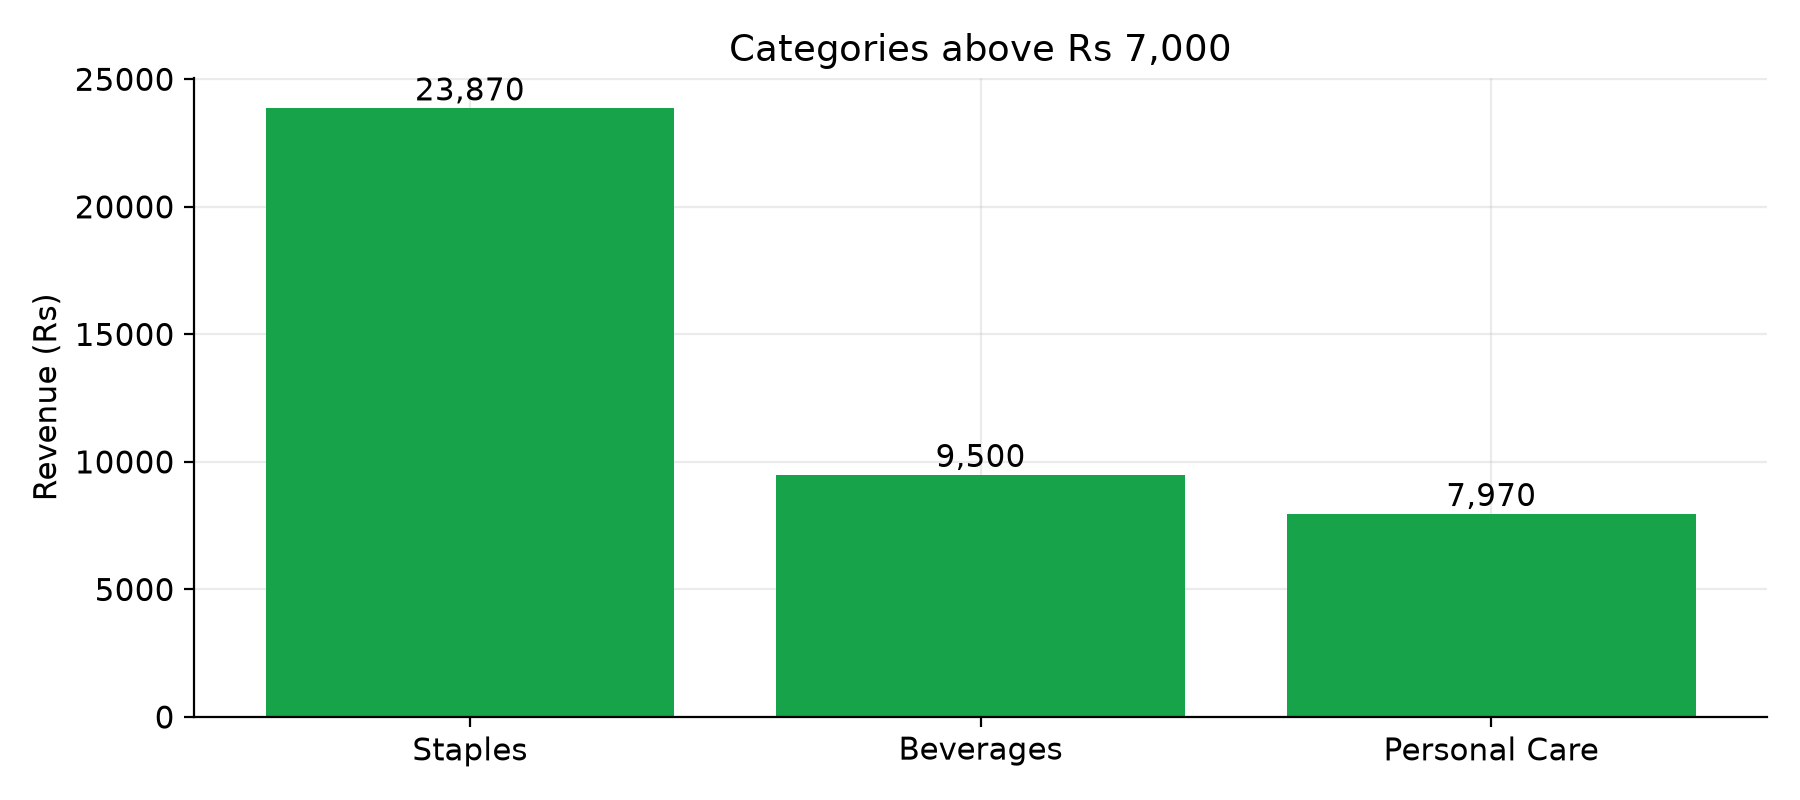 Categories above Rs 7,000
Revenue (Rs)
25000
20000
15000
10000
5000
0
23,870
9,500
7,970
Staples
Beverages
Personal Care